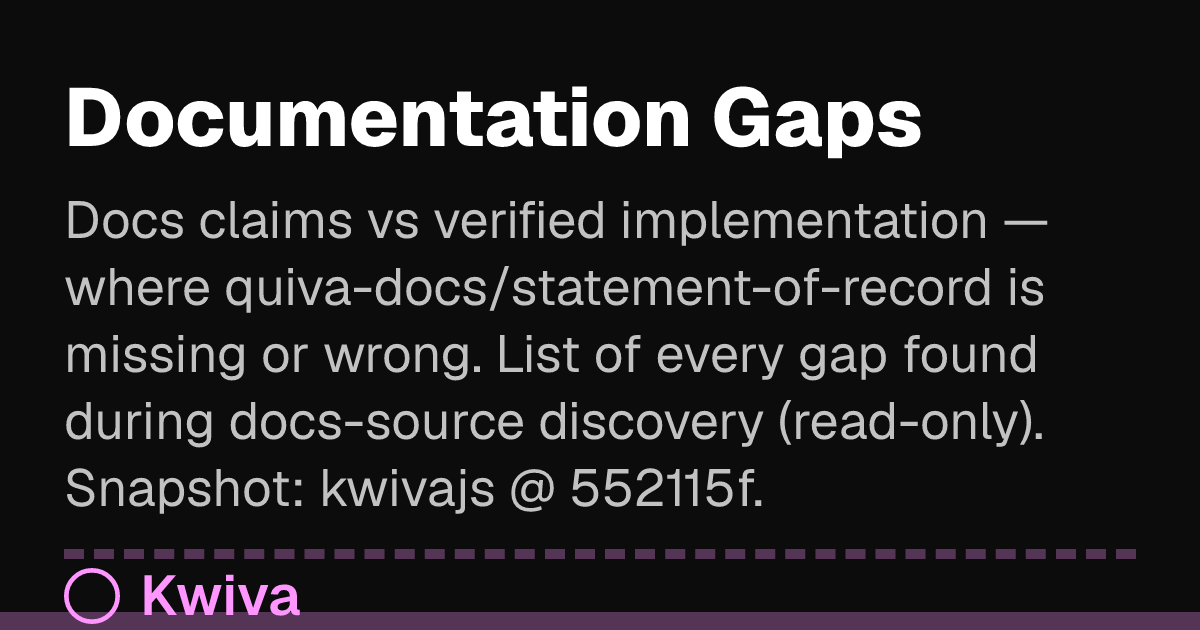 Documentation Gaps
Docs claims vs verified implementation —
where quiva-docs/statement-of-record is
missing or wrong. List of every gap found
during docs-source discovery (read-only).
Snapshot: kwivajs @ 552115f.
Kwiva